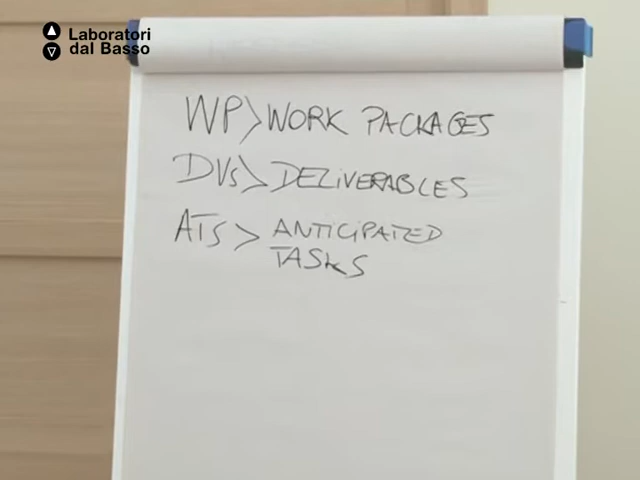 Laboratori
dal Basso
WP>WORK PACKAGES
DVs>DELIVERABLES
ATs>ANTICIPATED
TASKS